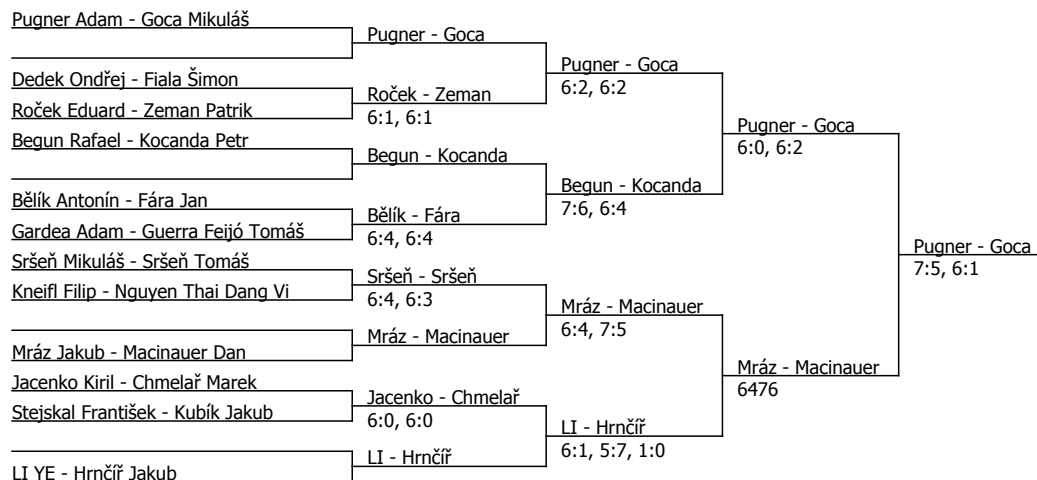 Pugner Adam - Goca Mikuláš
Dedek Ondřej - Fiala Šimon
Roček Eduard - Zeman Patrik
Begun Rafael - Kocanda Petr
Bělík Antonín - Fára Jan
Gardea Adam - Guerra Feijó Tomáš
Sršeň Mikuláš - Sršeň Tomáš
Kneifl Filip - Nguyen Thai Dang Vi
Mráz Jakub - Macinauer Dan
Jacenko Kiril - Chmelař Marek
Stejskal František - Kubík Jakub
LI YE - Hrnčíř Jakub
Pugner - Goca
Roček - Zeman
6:1, 6:1
Begun - Kocanda
Bělík - Fára
6:4, 6:4
Sršeň - Sršeň
6:4, 6:3
Mráz - Macinauer
Jacenko - Chmelař
6:0, 6:0
LI - Hrnčíř
Pugner - Goca
6:2, 6:2
Begun - Kocanda
7:6, 6:4
Mráz - Macinauer
6:4, 7:5
LI - Hrnčíř
6:1, 5:7, 1:0
Pugner - Goca
6:0, 6:2
Mráz - Macinauer
6476
Pugner - Goca
7:5, 6:1